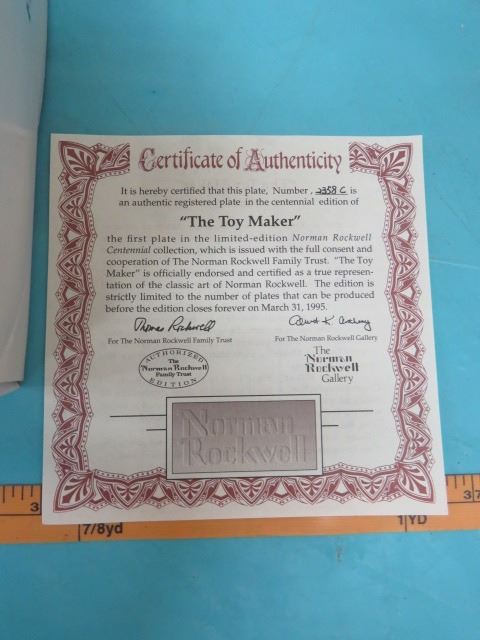 Certificate of Authenticity
It is hereby certified that this plate, Number, 2358 C is
an authentic registered plate in the centennial edition of
"The Toy Maker"
the first plate in the limited-edition Norman Rockwell
Centennial collection, which is issued with the full consent and
cooperation of The Norman Rockwell Family Trust. "The Toy
Maker" is officially endorsed and certified as a true represen-
tation of the classic art of Norman Rockwell. The edition is
strictly limited to the number of plates that can be produced
before the edition closes forever on March 31, 1995.
Thomas Rockwell
For The Norman Rockwell Family Trust
For The Norman Rockwell Gallery
AUTHORIZED
The
Norman Rockwell
Family Trust
EDITION
The
Norman
Rockwell
Gallery
Norman
Rockwell
3
7/8yd
1 YD
3